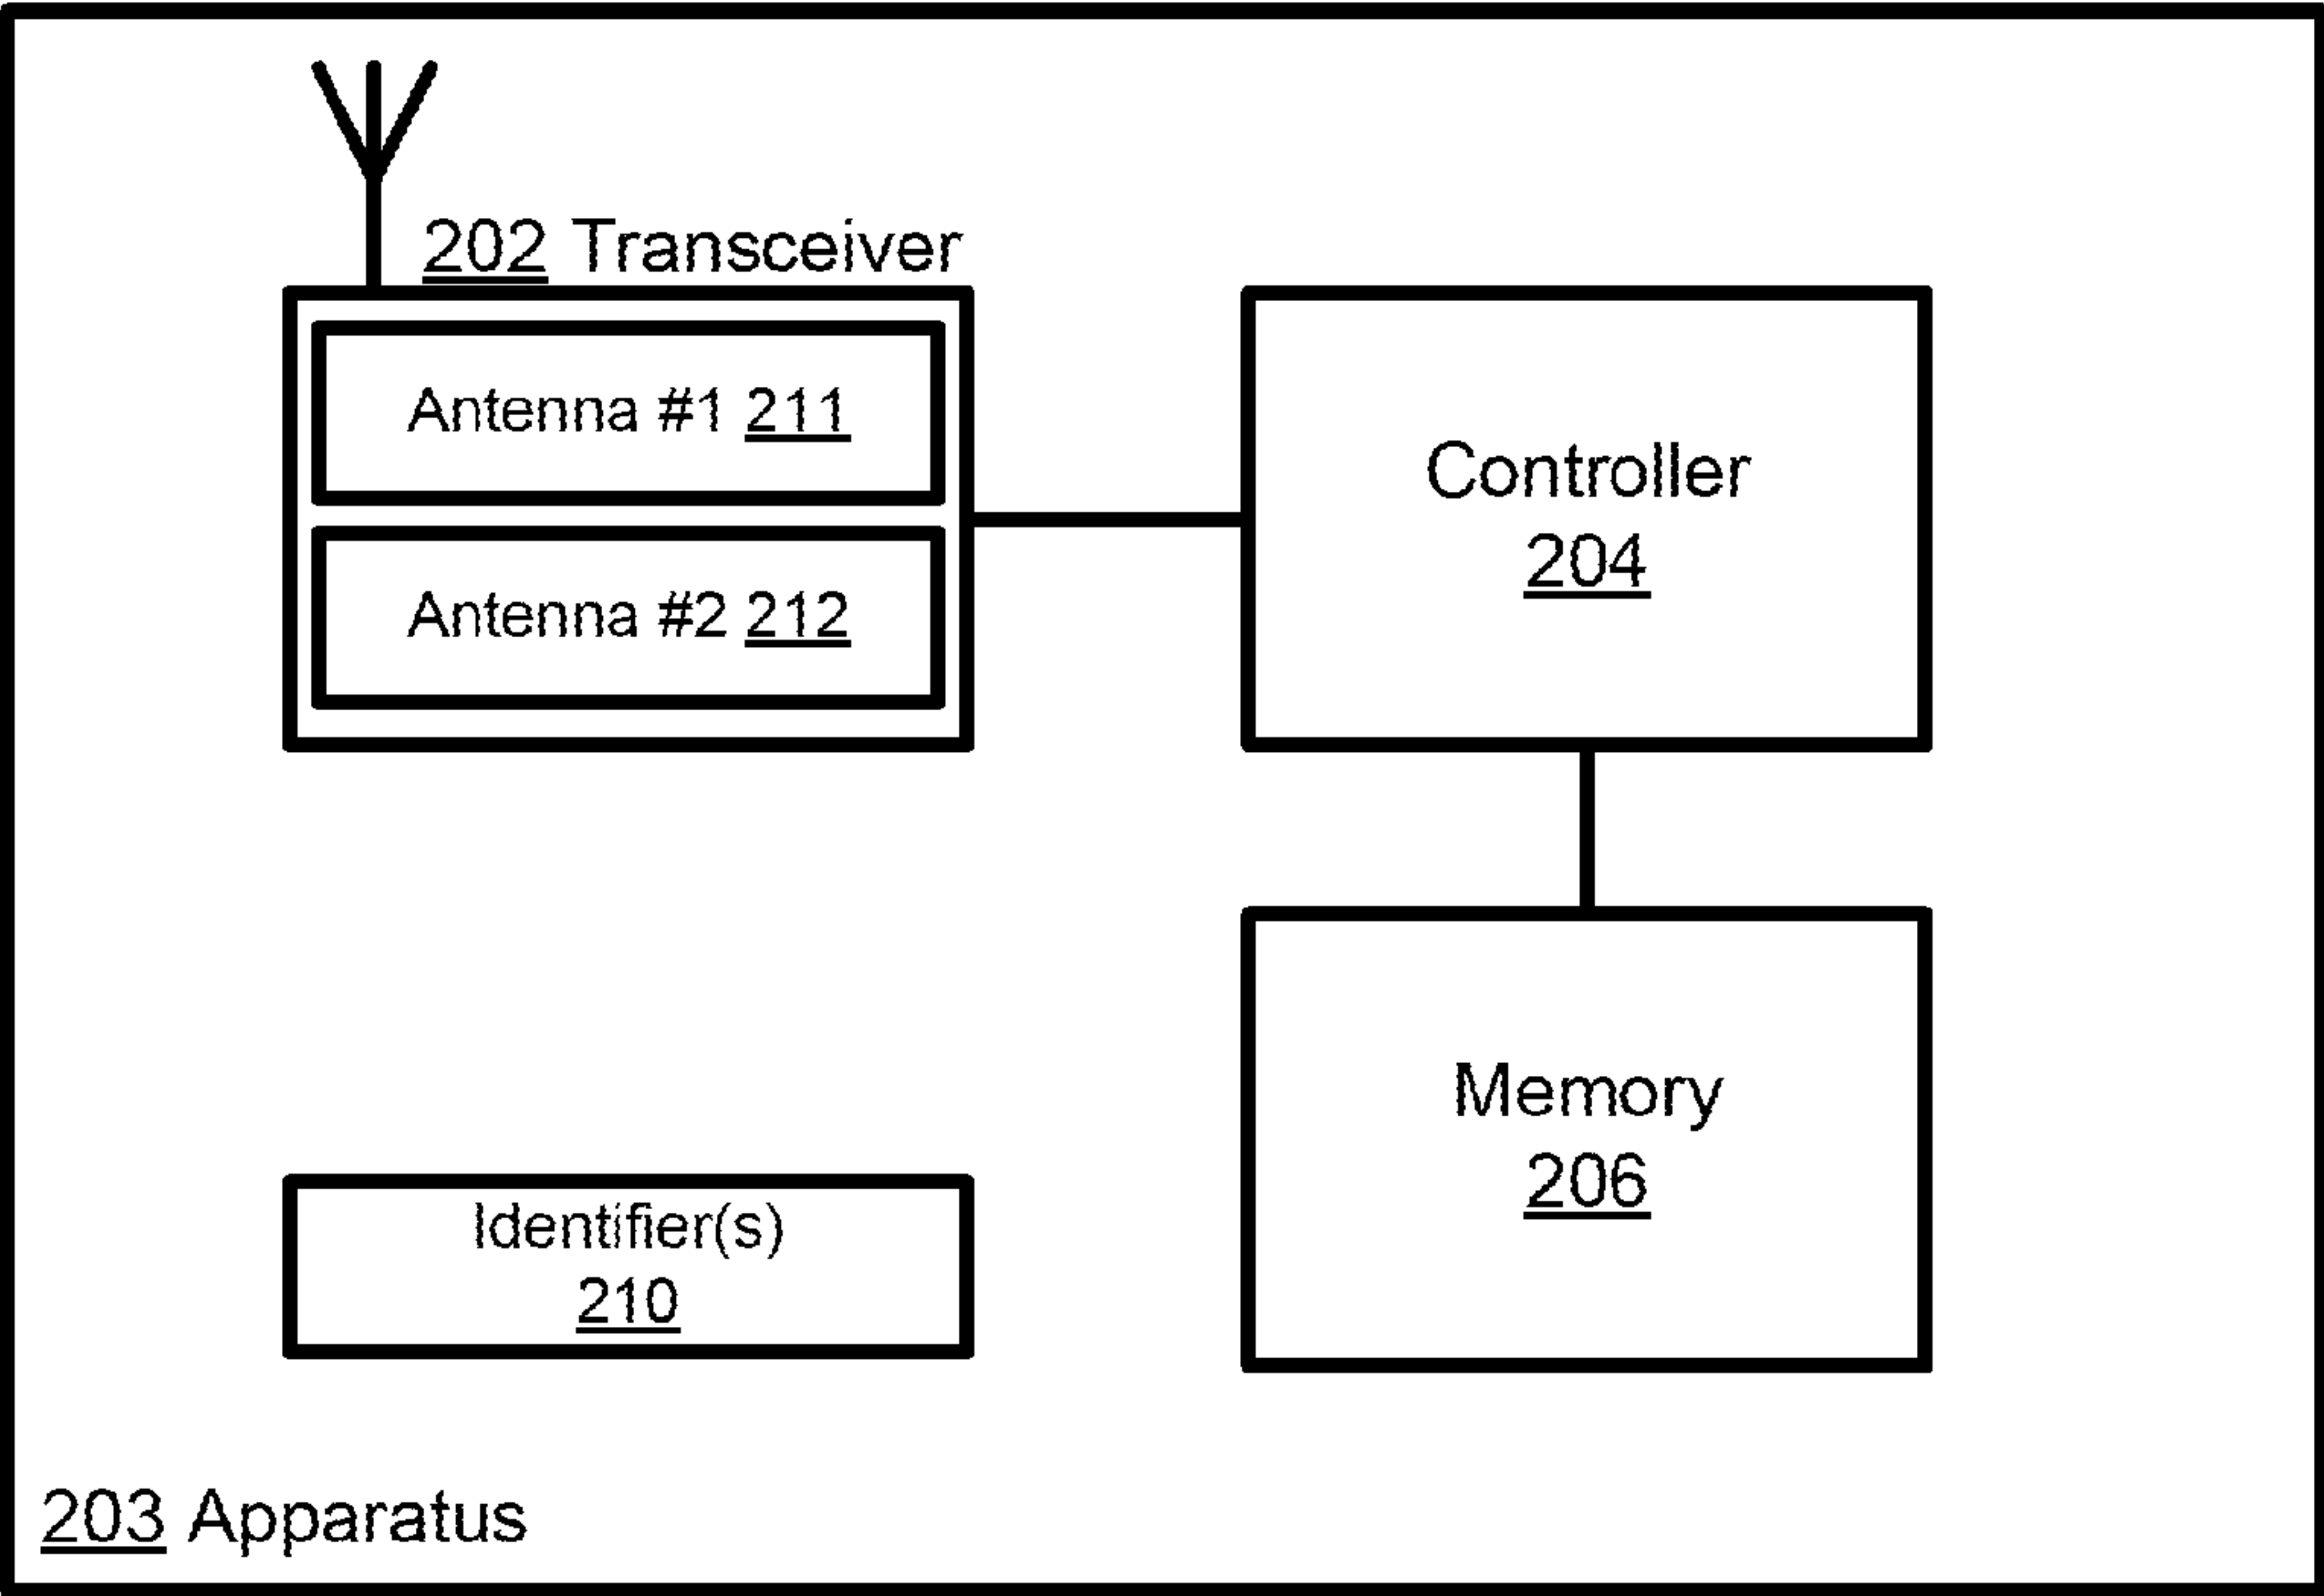 202 Transceiver
Antenna #1 211
Antenna #2 212
Controller
204
Memory
206
Identifier(s)
210
203 Apparatus